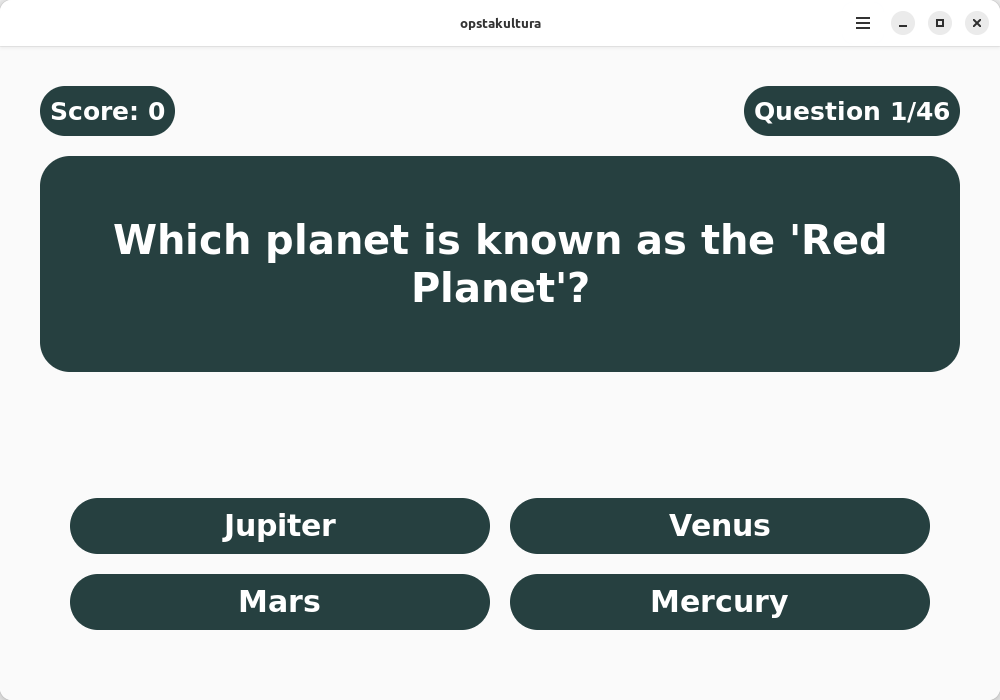 opstakultura
Score: 0
Question 1/46
Which planet is known as the 'Red
Planet'?
Jupiter
Venus
Mars
Mercury